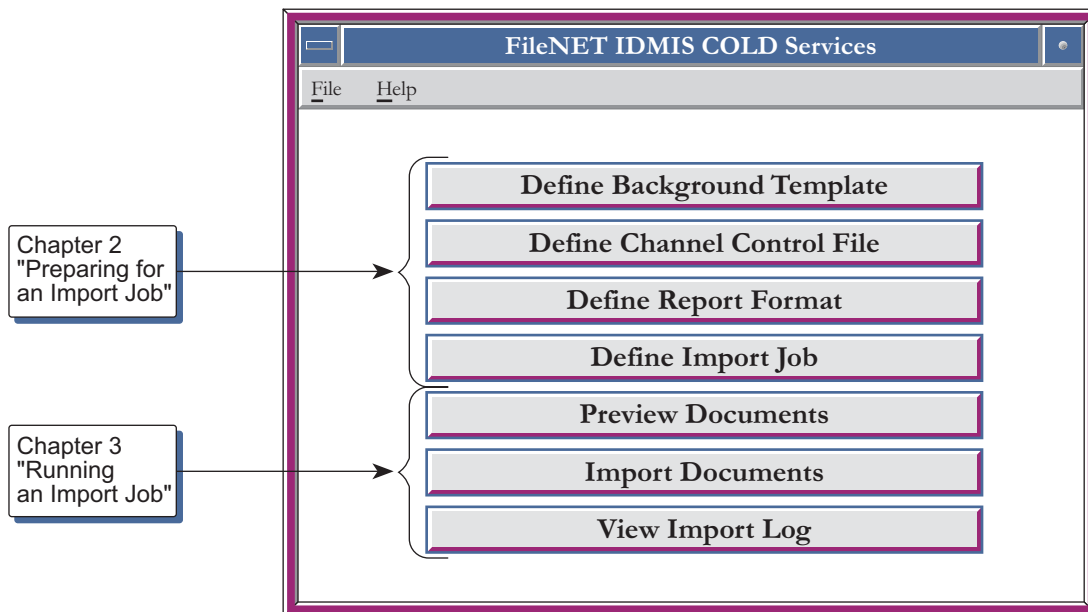 FileNET IDMIS COLD Services
File Help
Define Background Template
Define Channel Control File
Define Report Format
Define Import Job
Preview Documents
Import Documents
View Import Log
Chapter 2
"Preparing for
an Import Job"
Chapter 3
"Running
an Import Job"